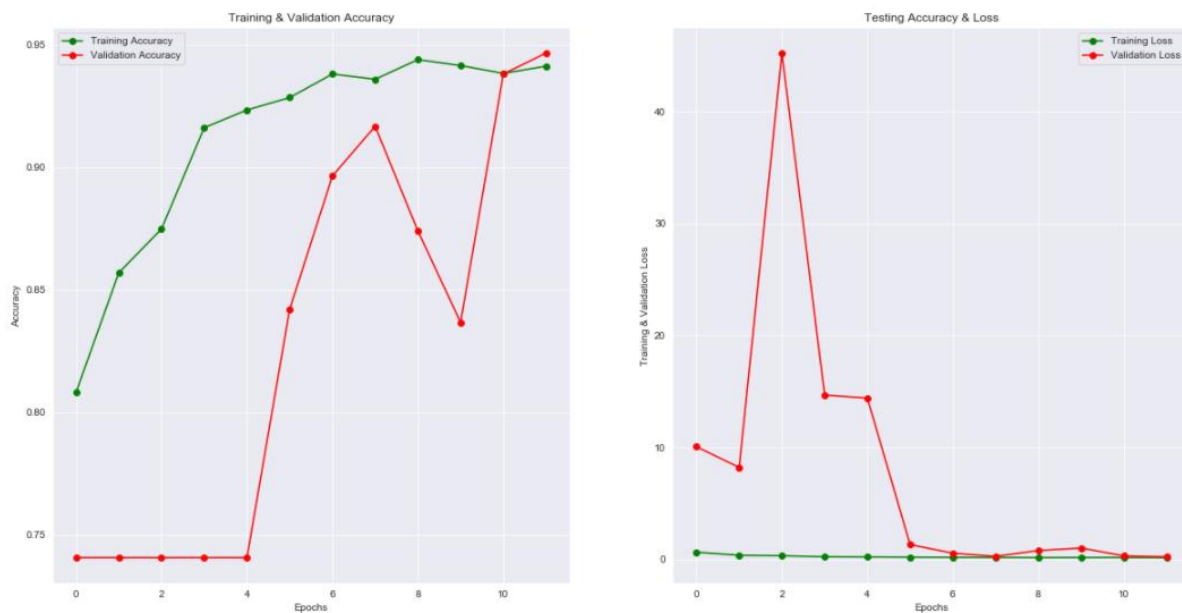 Training & Validation Accuracy
Training Accuracy
Validation Accuracy
0.95
0.90
0.85
0.80
0.75
Accuracy
0 2 4 6 8 10
Epochs
Testing Accuracy & Loss
Training Loss
Validation Loss
40
30
20
10
0
Training & Validation Loss
0 2 4 6 8 10
Epochs